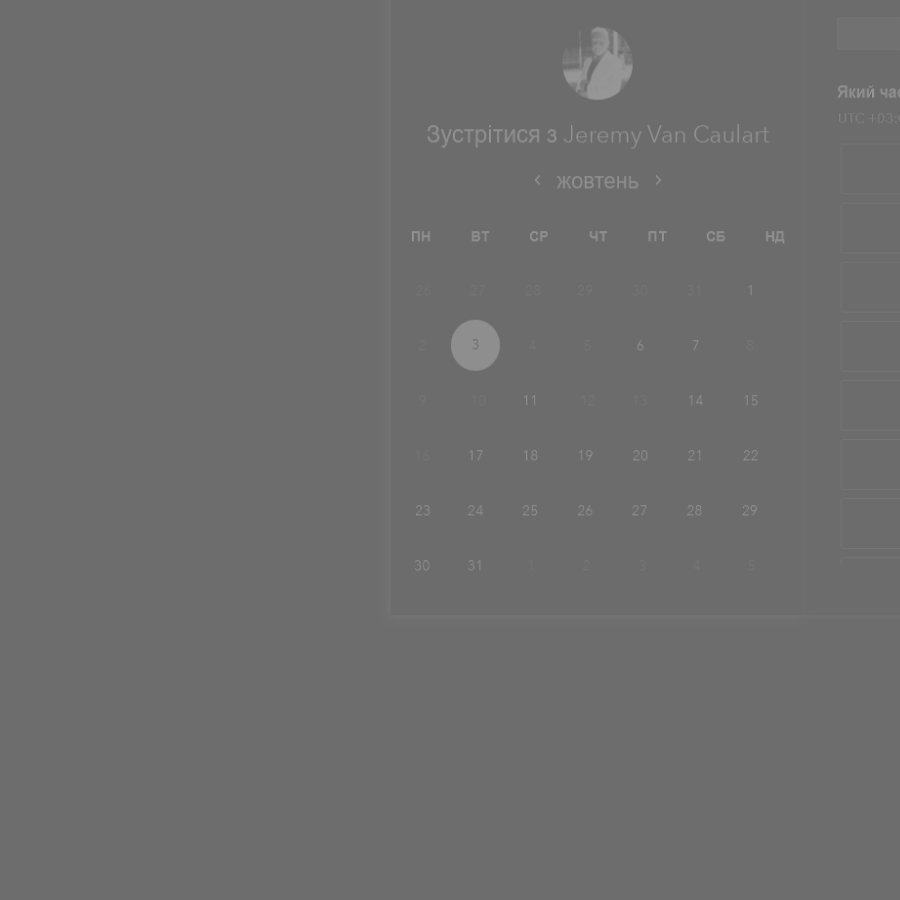 Зустрітися з Jeremy Van Caulart
жовтень
ПН ВТ СР ЧТ ПТ СБ НД
26 27 28 29 30 31 1
2 3 4 5 6 7 8
9 10 11 12 13 14 15
16 17 18 19 20 21 22
23 24 25 26 27 28 29
30 31 1 2 3 4 5
Який
UTC +03: